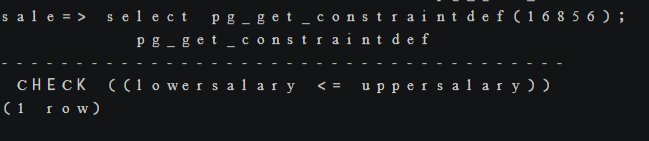 sale=> select pg_get_constraintdef(16856);
pg_get_constraintdef
--------------------------------------
CHECK ((lowersalary <= uppersalary))
(1 row)